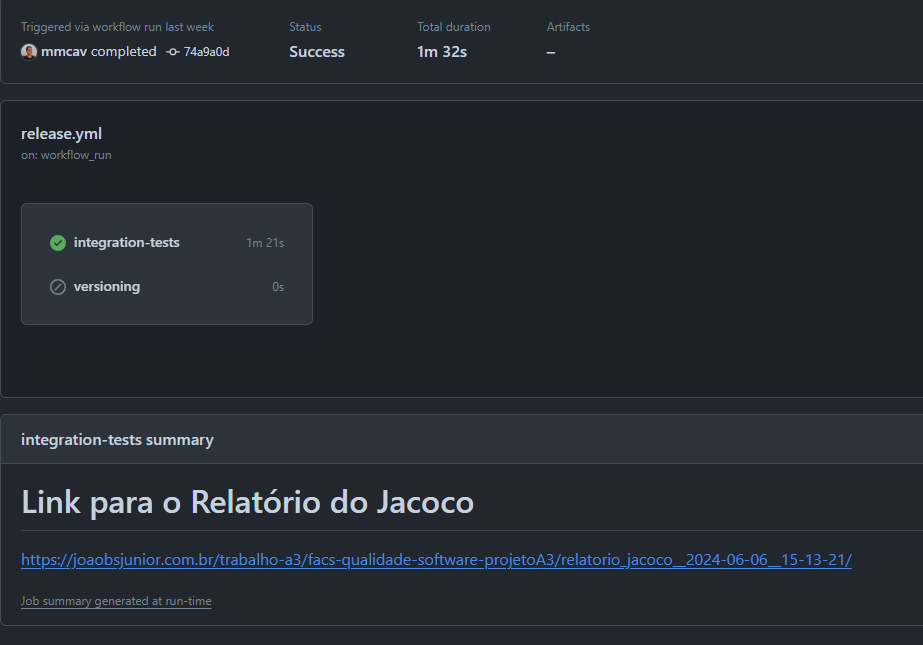 Triggered via workflow run last week
mmcav completed 74a9a0d
Status
Success
Total duration
1m 32s
Artifacts
–
release.yml
on: workflow_run
integration-tests 1m 21s
versioning 0s
integration-tests summary
Link para o Relatório do Jacoco
https://joaobsjunior.com.br/trabalho-a3/facs-qualidade-software-projetoA3/relatorio_jacoco__2024-06-06__15-13-21/
Job summary generated at run-time